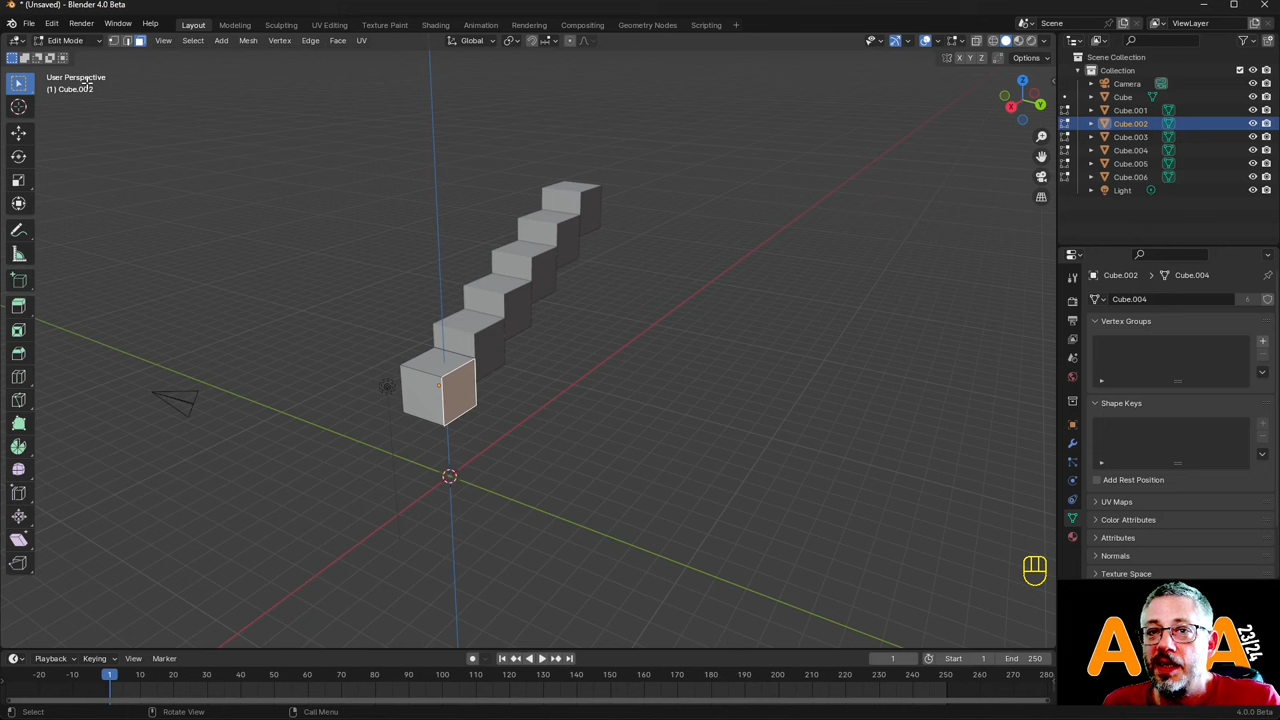 * (Unsaved) - Blender 4.0 Beta
File Edit Render Window Help Layout Modeling Sculpting UV Editing Texture Paint Shading Animation Rendering Compositing Geometry Nodes Scripting + Scene ViewLayer
Edit Mode View Select Add Mesh Vertex Edge Face UV Global
X Y Z Options
User Perspective
(1) Cube.002
Z
Y
X
Scene Collection
Collection
Camera
Cube
Cube.001
Cube.002
Cube.003
Cube.004
Cube.005
Cube.006
Light
Cube.002 > Cube.004
Cube.004 6
Vertex Groups
Shape Keys
Add Rest Position
UV Maps
Color Attributes
Attributes
Normals
Texture Space
Playback Keying View Marker 1 Start 1 End 250
-20 -10 1 10 20 30 40 50 60 70 80 90 100 110 120 130 140 150 160 170 180 190 200 210 220 230 240 250 260 270 280
Select Rotate View Call Menu 4.0.0 Beta
A A 23/24